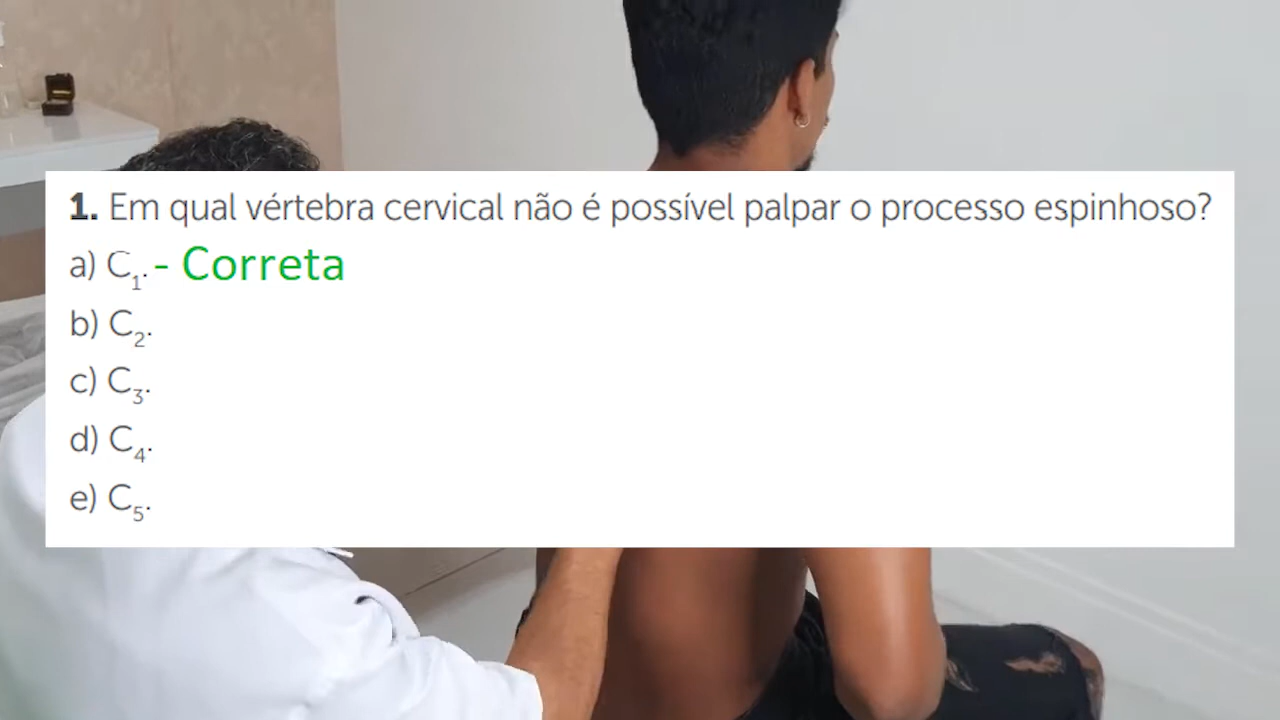 1. Em qual vértebra cervical não é possível palpar o processo espinhoso?
a) C₁. - Correta
b) C₂.
c) C₃.
d) C₄.
e) C₅.